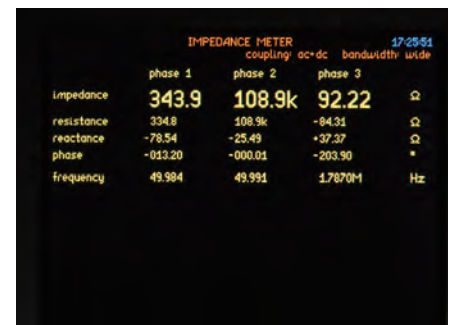 IMPEDANCE METER 17:25:51
coupling: ac+dc bandwidth: wide
phase 1 phase 2 phase 3
impedance 343.9 108.9k 92.22 Ω
resistance 334.8 108.9k -84.31 Ω
reactance -78.54 -25.49 +37.37 Ω
phase -013.20 -000.01 -203.90 °
frequency 49.984 49.991 1.7870M Hz